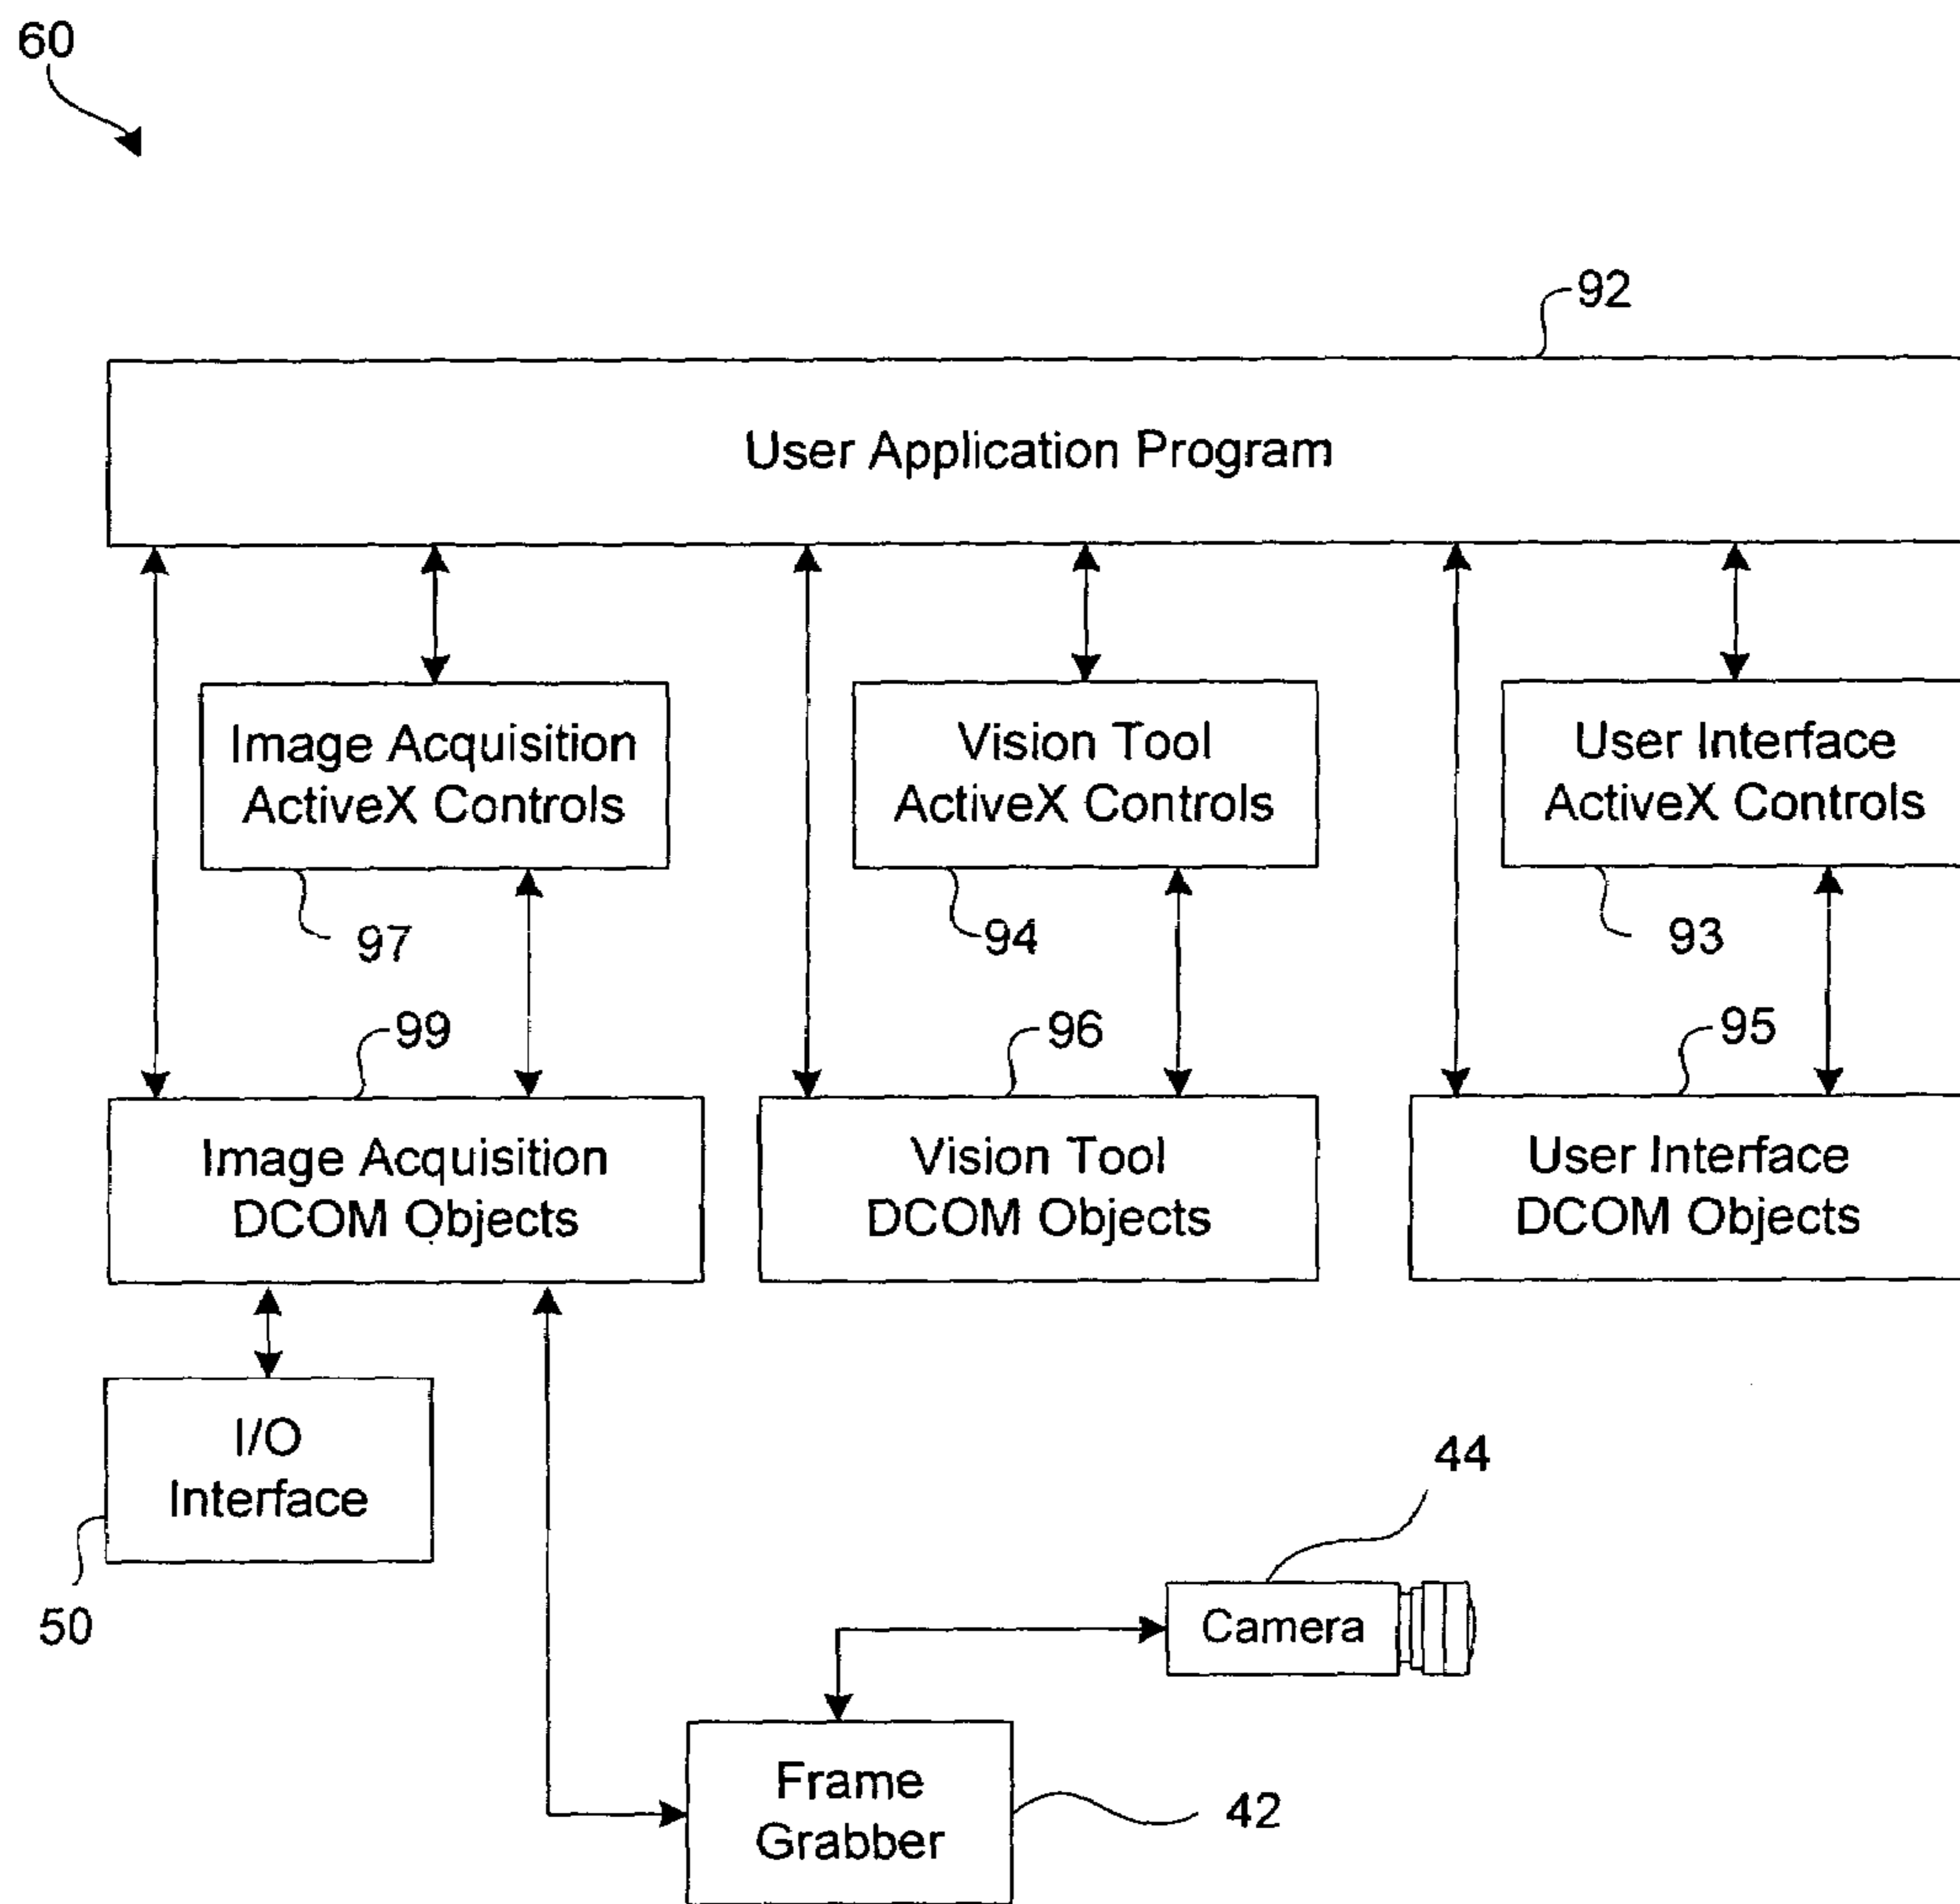 60
92
User Application Program
Image Acquisition
ActiveX Controls
Vision Tool
ActiveX Controls
User Interface
ActiveX Controls
97
94
93
99
96
95
Image Acquisition
DCOM Objects
Vision Tool
DCOM Objects
User Interface
DCOM Objects
I/O
Interface
50
44
Camera
Frame
Grabber
42